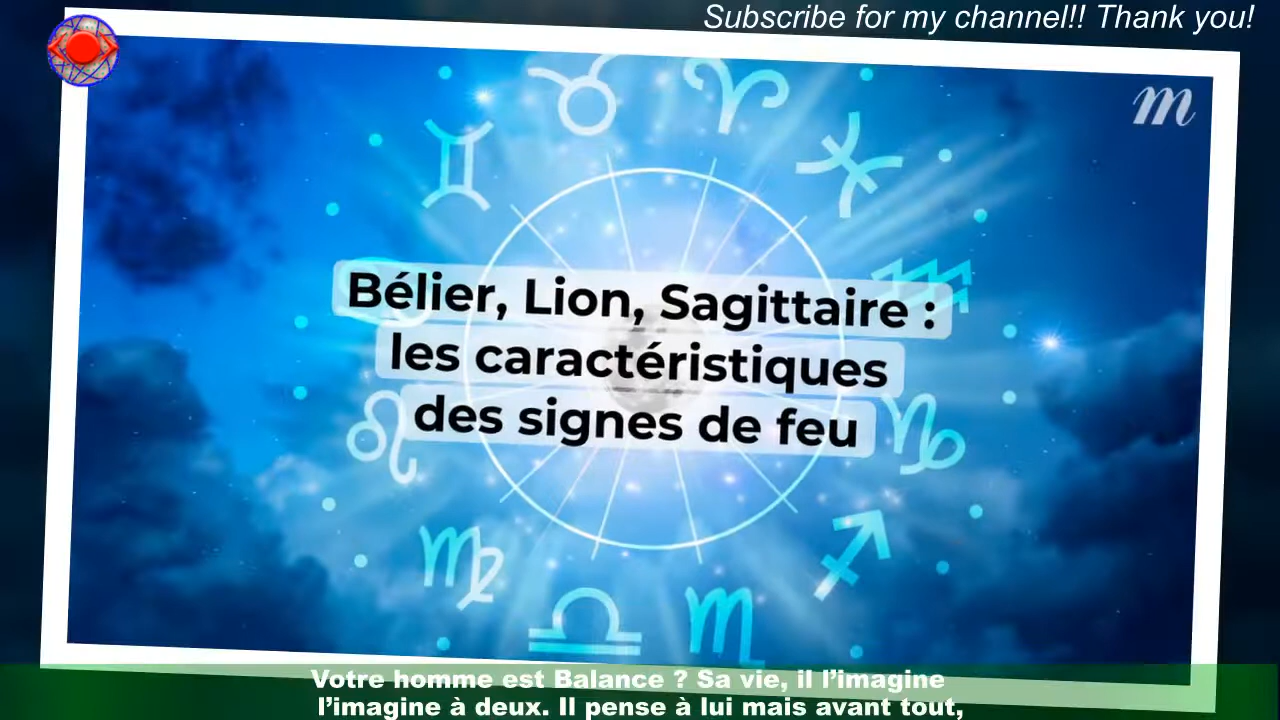 Subscribe for my channel!! Thank you!
m
Bélier, Lion, Sagittaire :
les caractéristiques
des signes de feu
Votre homme est Balance ? Sa vie, il l’imagine
l’imagine à deux. Il pense à lui mais avant tout,